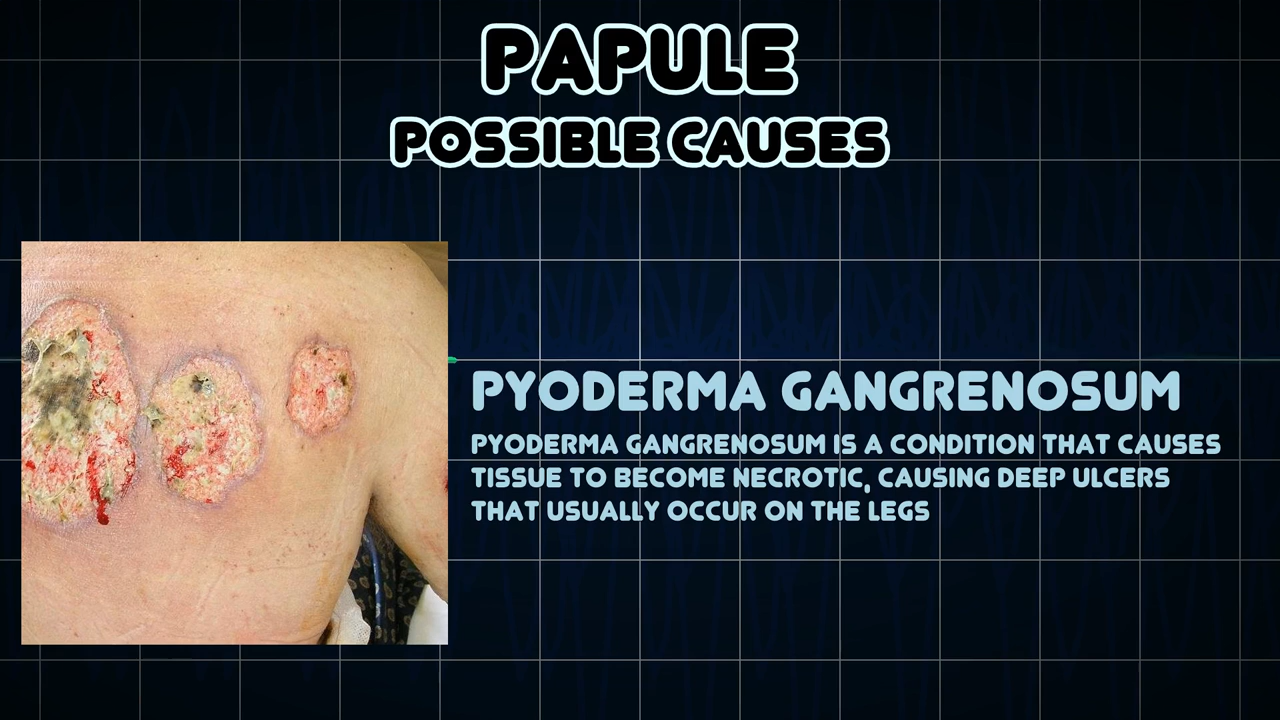 PAPULE
POSSIBLE CAUSES
PYODERMA GANGRENOSUM
PYODERMA GANGRENOSUM IS A CONDITION THAT CAUSES
TISSUE TO BECOME NECROTIC, CAUSING DEEP ULCERS
THAT USUALLY OCCUR ON THE LEGS